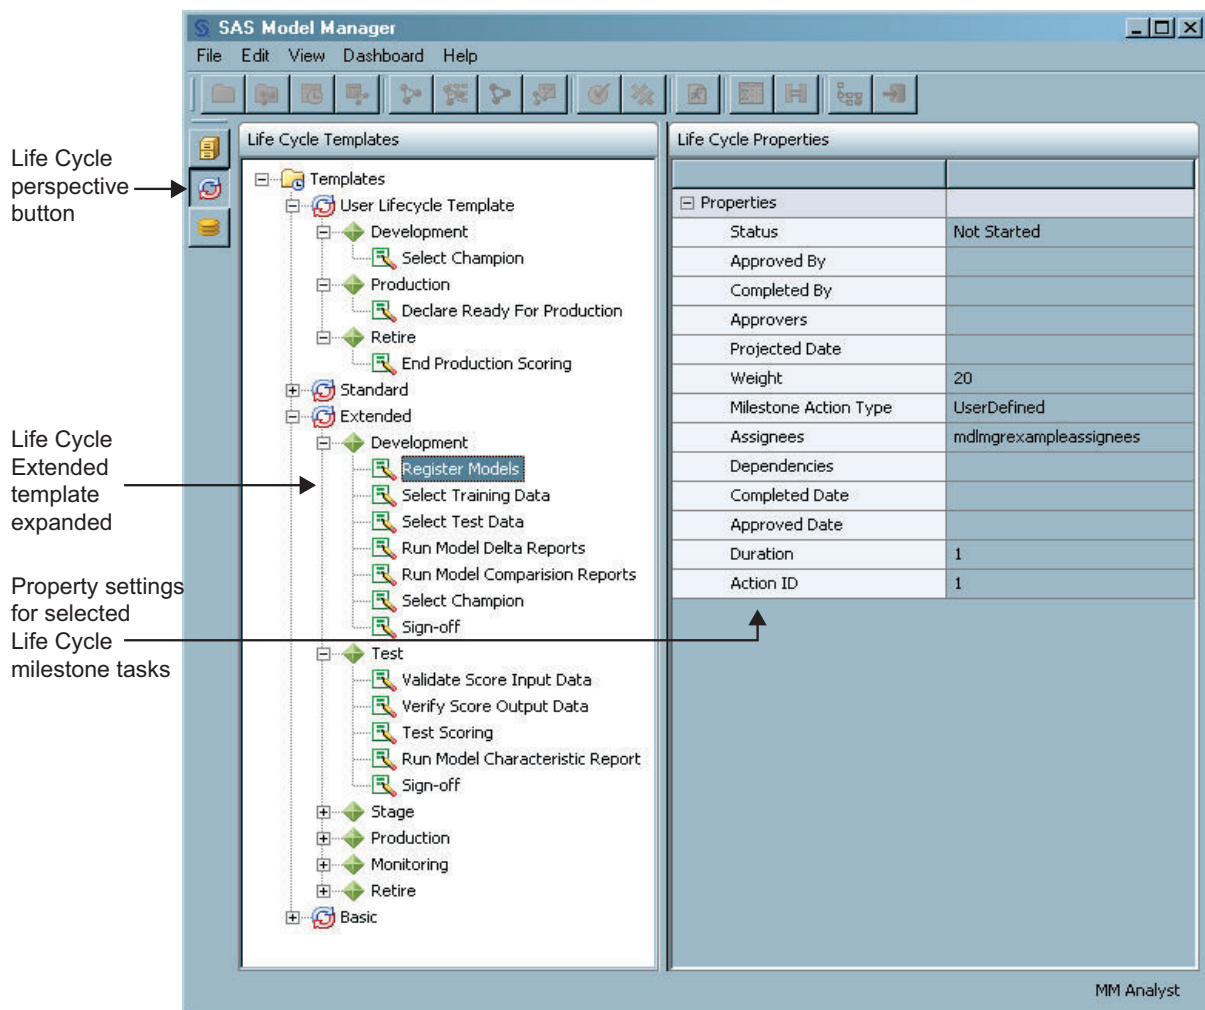 SAS Model Manager
File Edit View Dashboard Help
Life Cycle
perspective
button
Life Cycle
Extended
template
expanded
Property settings
for selected
Life Cycle
milestone tasks
Life Cycle Templates
Templates
User Lifecycle Template
Development
Select Champion
Production
Declare Ready For Production
Retire
End Production Scoring
Standard
Extended
Development
Register Models
Select Training Data
Select Test Data
Run Model Delta Reports
Run Model Comparision Reports
Select Champion
Sign-off
Test
Validate Score Input Data
Verify Score Output Data
Test Scoring
Run Model Characteristic Report
Sign-off
Stage
Production
Monitoring
Retire
Basic
Life Cycle Properties
Properties
Status Not Started
Approved By
Completed By
Approvers
Projected Date
Weight 20
Milestone Action Type UserDefined
Assignees mdlmgrexampleassignees
Dependencies
Completed Date
Approved Date
Duration 1
Action ID 1
MM Analyst